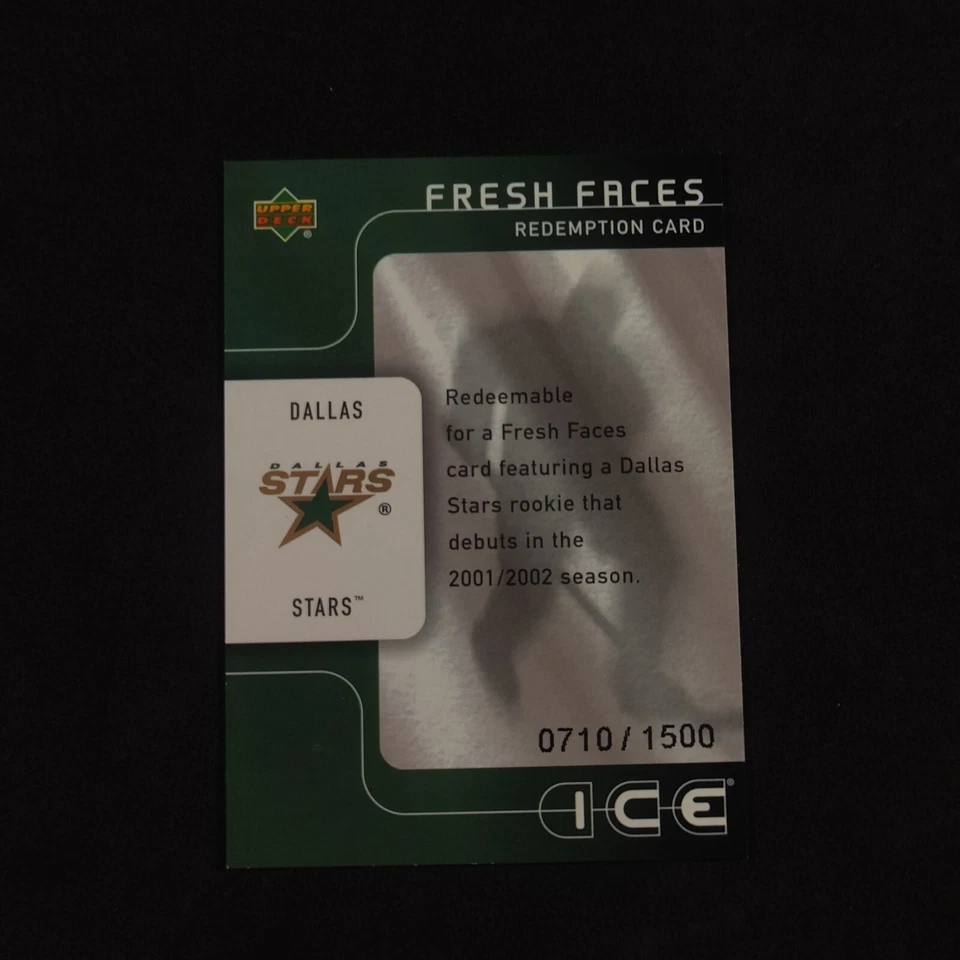 UPPER
DECK®
FRESH FACES
REDEMPTION CARD
DALLAS
DALLAS
STARS®
STARS™
Redeemable
for a Fresh Faces
card featuring a Dallas
Stars rookie that
debuts in the
2001/2002 season.
0710/1500
ICE®